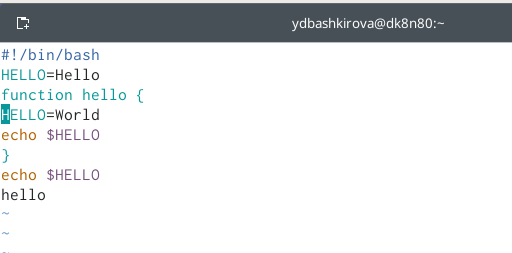 ydbashkirova@dk8n80:~
#!/bin/bash
HELLO=Hello
function hello {
HELLO=World
echo $HELLO
}
echo $HELLO
hello
~
~
~